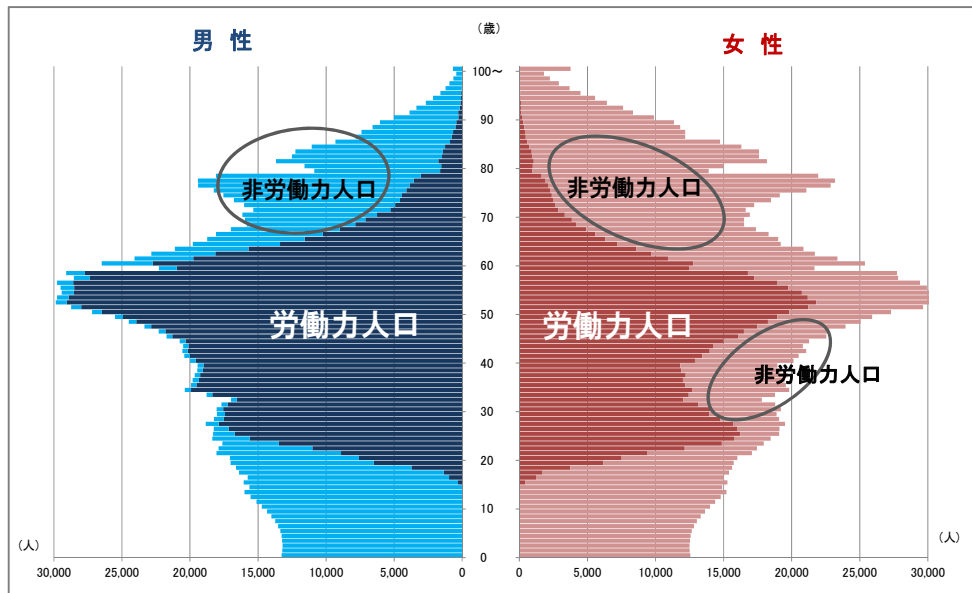 男 性
（歳）
女 性
100～
90
非労働力人口
80
非労働力人口
70
60
労働力人口
50
労働力人口
40
非労働力人口
30
20
10
（人）
0
（人）
30,000 25,000 20,000 15,000 10,000 5,000 0
0 5,000 10,000 15,000 20,000 25,000 30,000